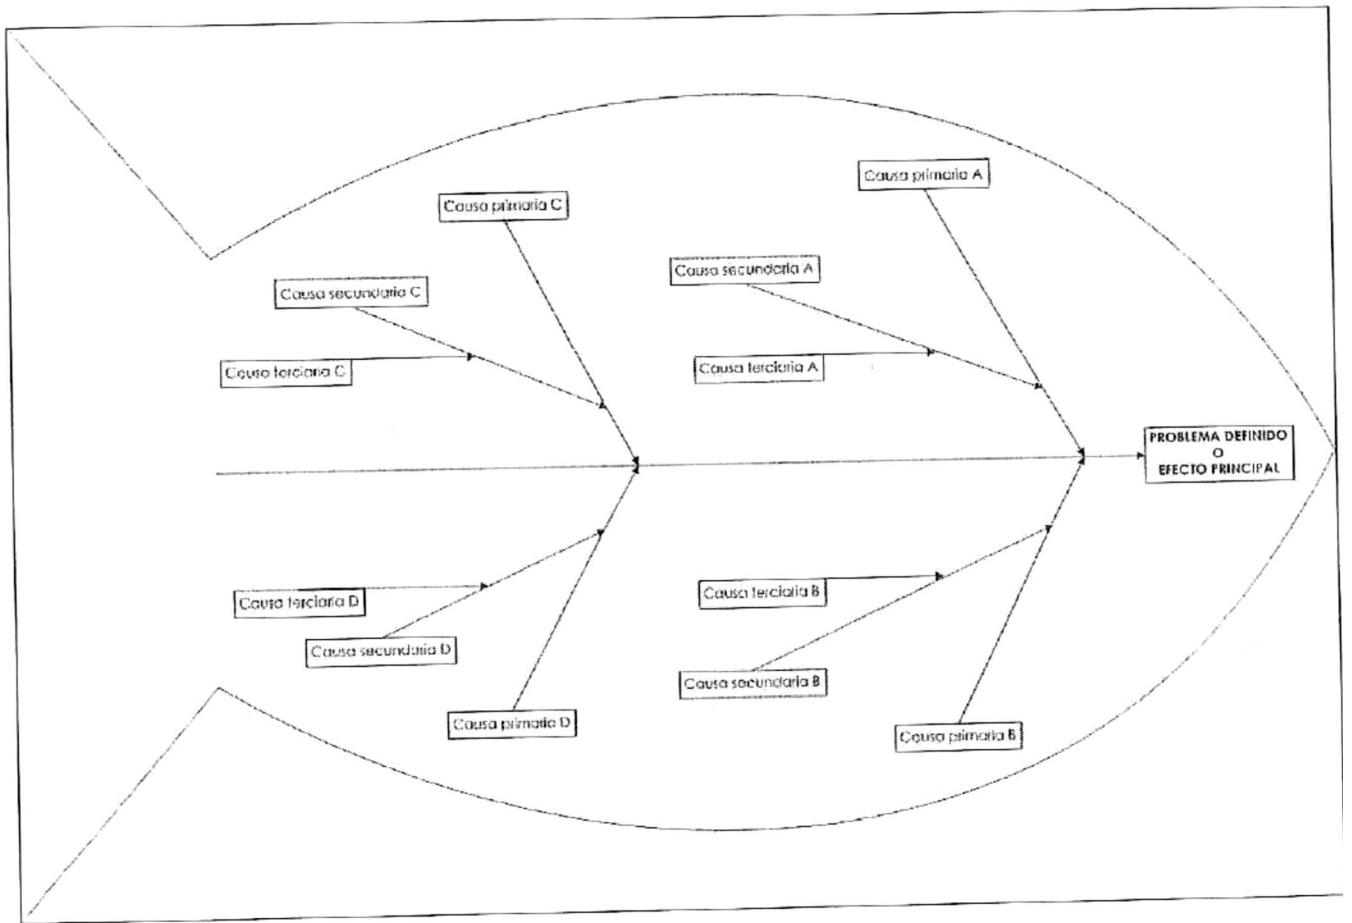 Causa primaria A
Causa primaria C
Causa secundaria A
Causa secundaria C
Causa terciaria A
Causa terciaria C
PROBLEMA DEFINIDO
O
EFECTO PRINCIPAL
Causa terciaria B
Causa terciaria D
Causa secundaria D
Causa secundaria B
Causa primaria D
Causa primaria B